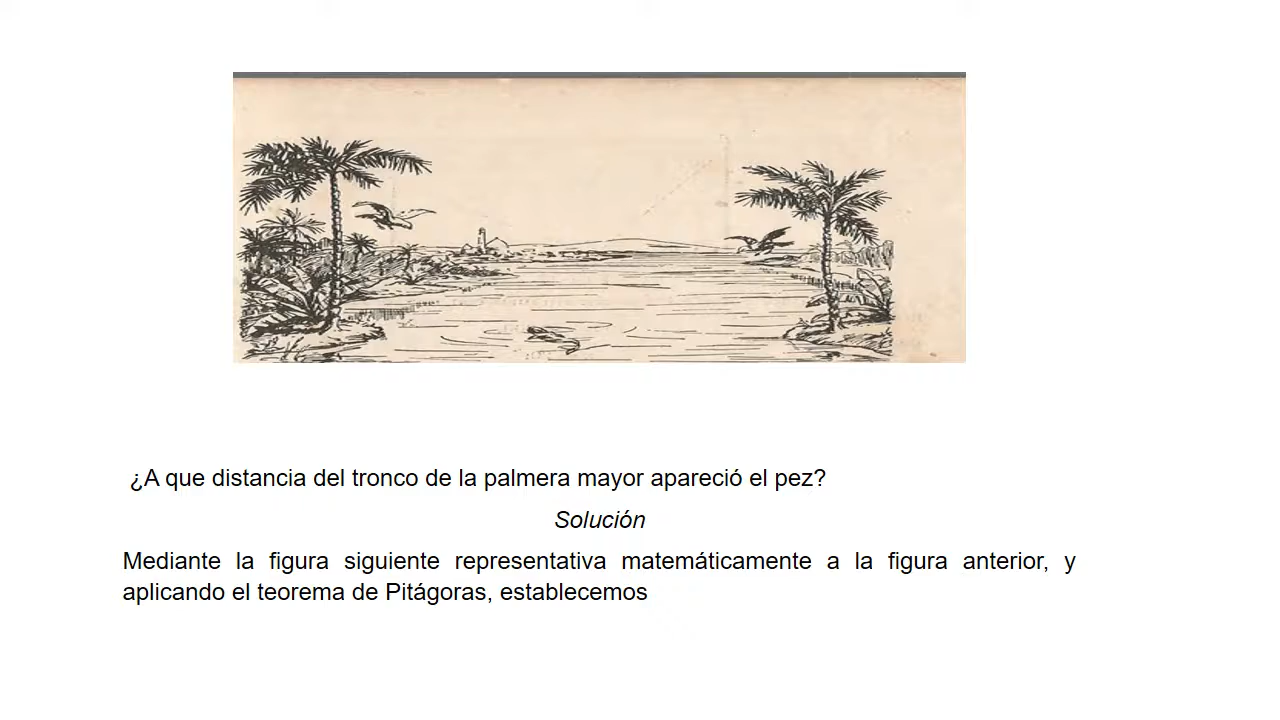 ¿A que distancia del tronco de la palmera mayor apareció el pez?
Solución
Mediante la figura siguiente representativa matemáticamente a la figura anterior, y
aplicando el teorema de Pitágoras, establecemos